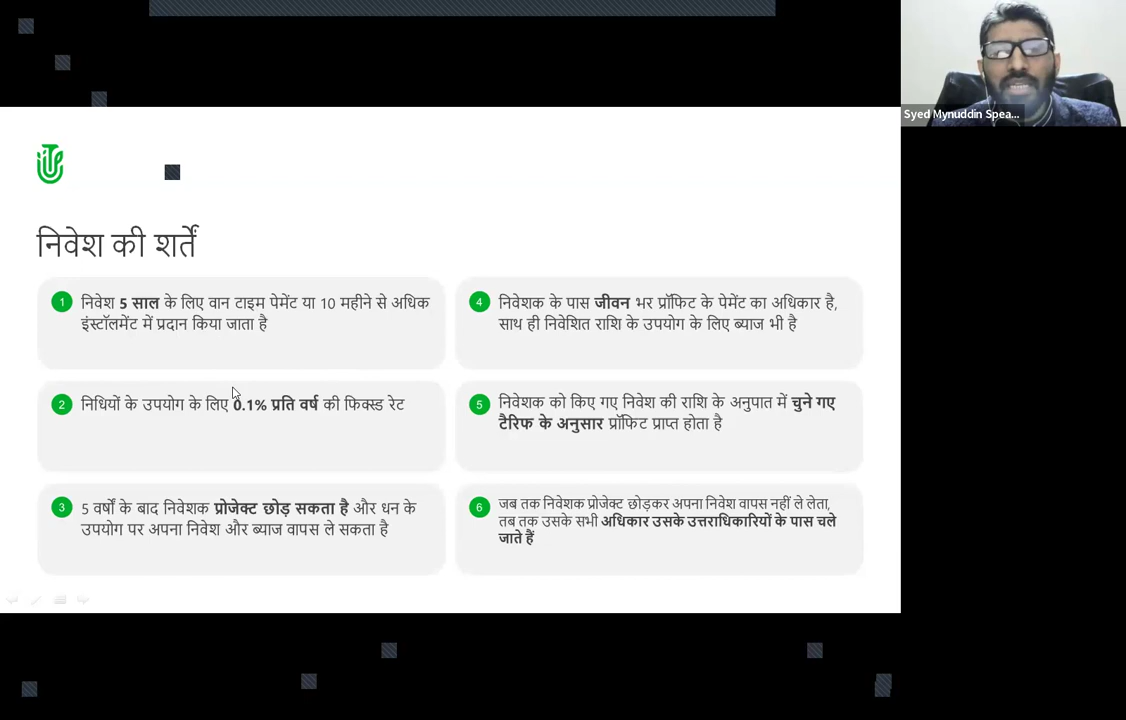 Syed Mynuddin Spea...
निवेश की शर्तें
1 निवेश 5 साल के लिए वान टाइम पेमेंट या 10 महीने से अधिक
इंस्टॉलमेंट में प्रदान किया जाता है
2 निधियों के उपयोग के लिए 0.1% प्रति वर्ष की फिक्स्ड रेट
3 5 वर्षों के बाद निवेशक प्रोजेक्ट छोड़ सकता है और धन के
उपयोग पर अपना निवेश और ब्याज वापस ले सकता है
4 निवेशक के पास जीवन भर प्रॉफिट के पेमेंट का अधिकार है,
साथ ही निवेशित राशि के उपयोग के लिए ब्याज भी है
5 निवेशक को किए गए निवेश की राशि के अनुपात में चुने गए
टैरिफ के अनुसार प्रॉफिट प्राप्त होता है
6 जब तक निवेशक प्रोजेक्ट छोड़कर अपना निवेश वापस नहीं ले लेता,
तब तक उसके सभी अधिकार उसके उत्तराधिकारियों के पास चले
जाते हैं